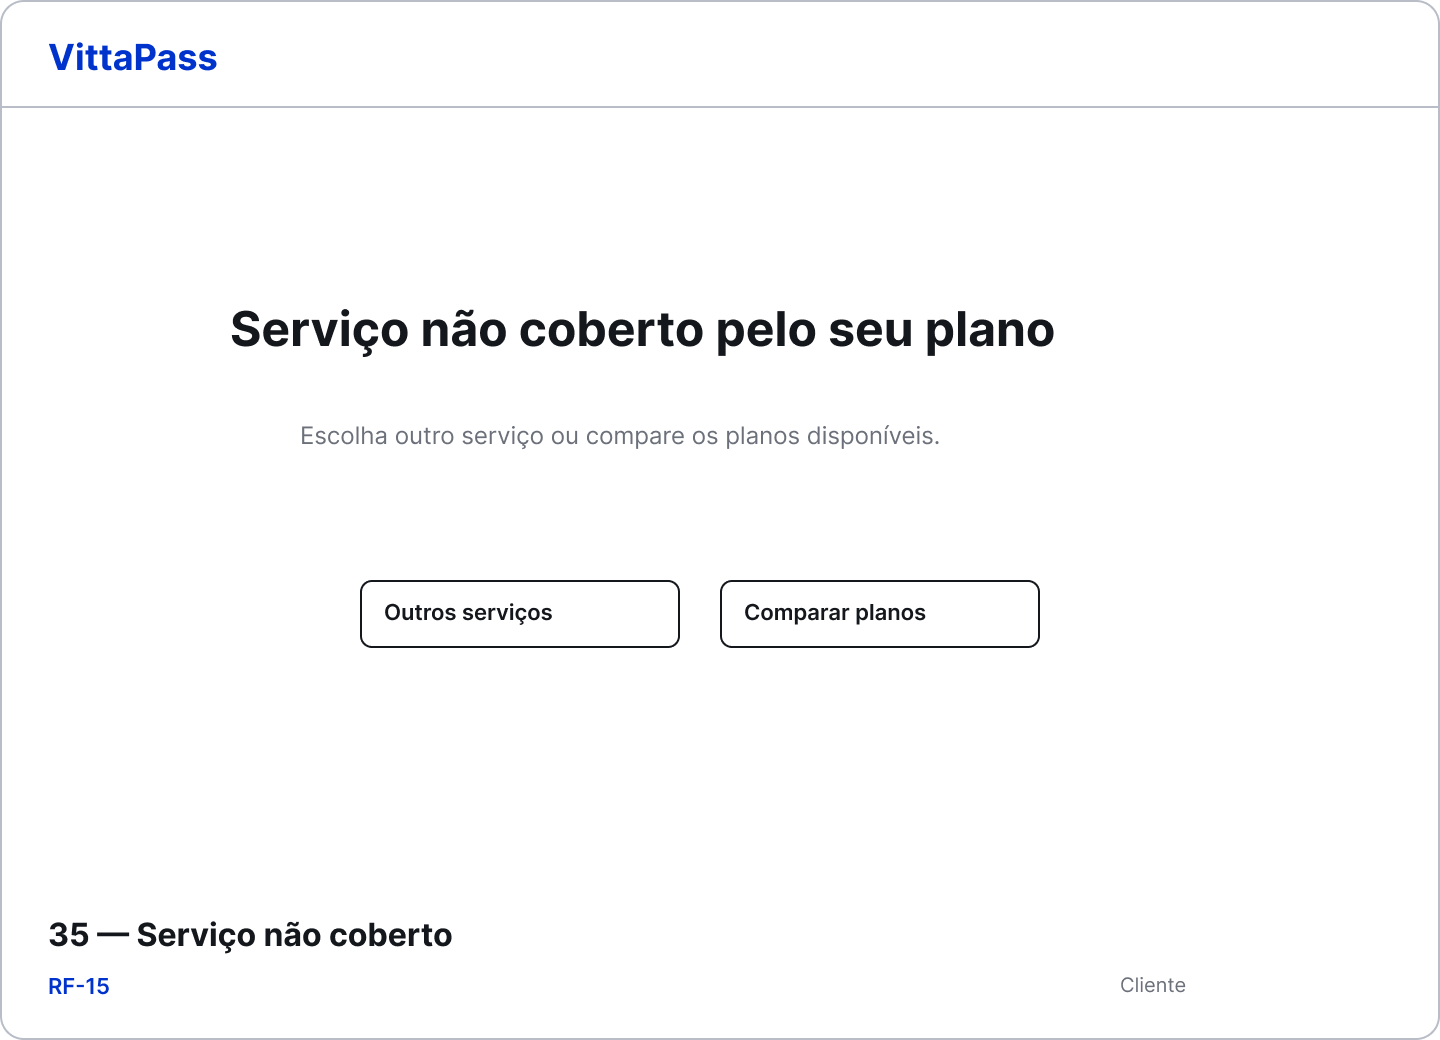 VittaPass
Serviço não coberto pelo seu plano
Escolha outro serviço ou compare os planos disponíveis.
Outros serviços
Comparar planos
35 — Serviço não coberto
RF-15
Cliente